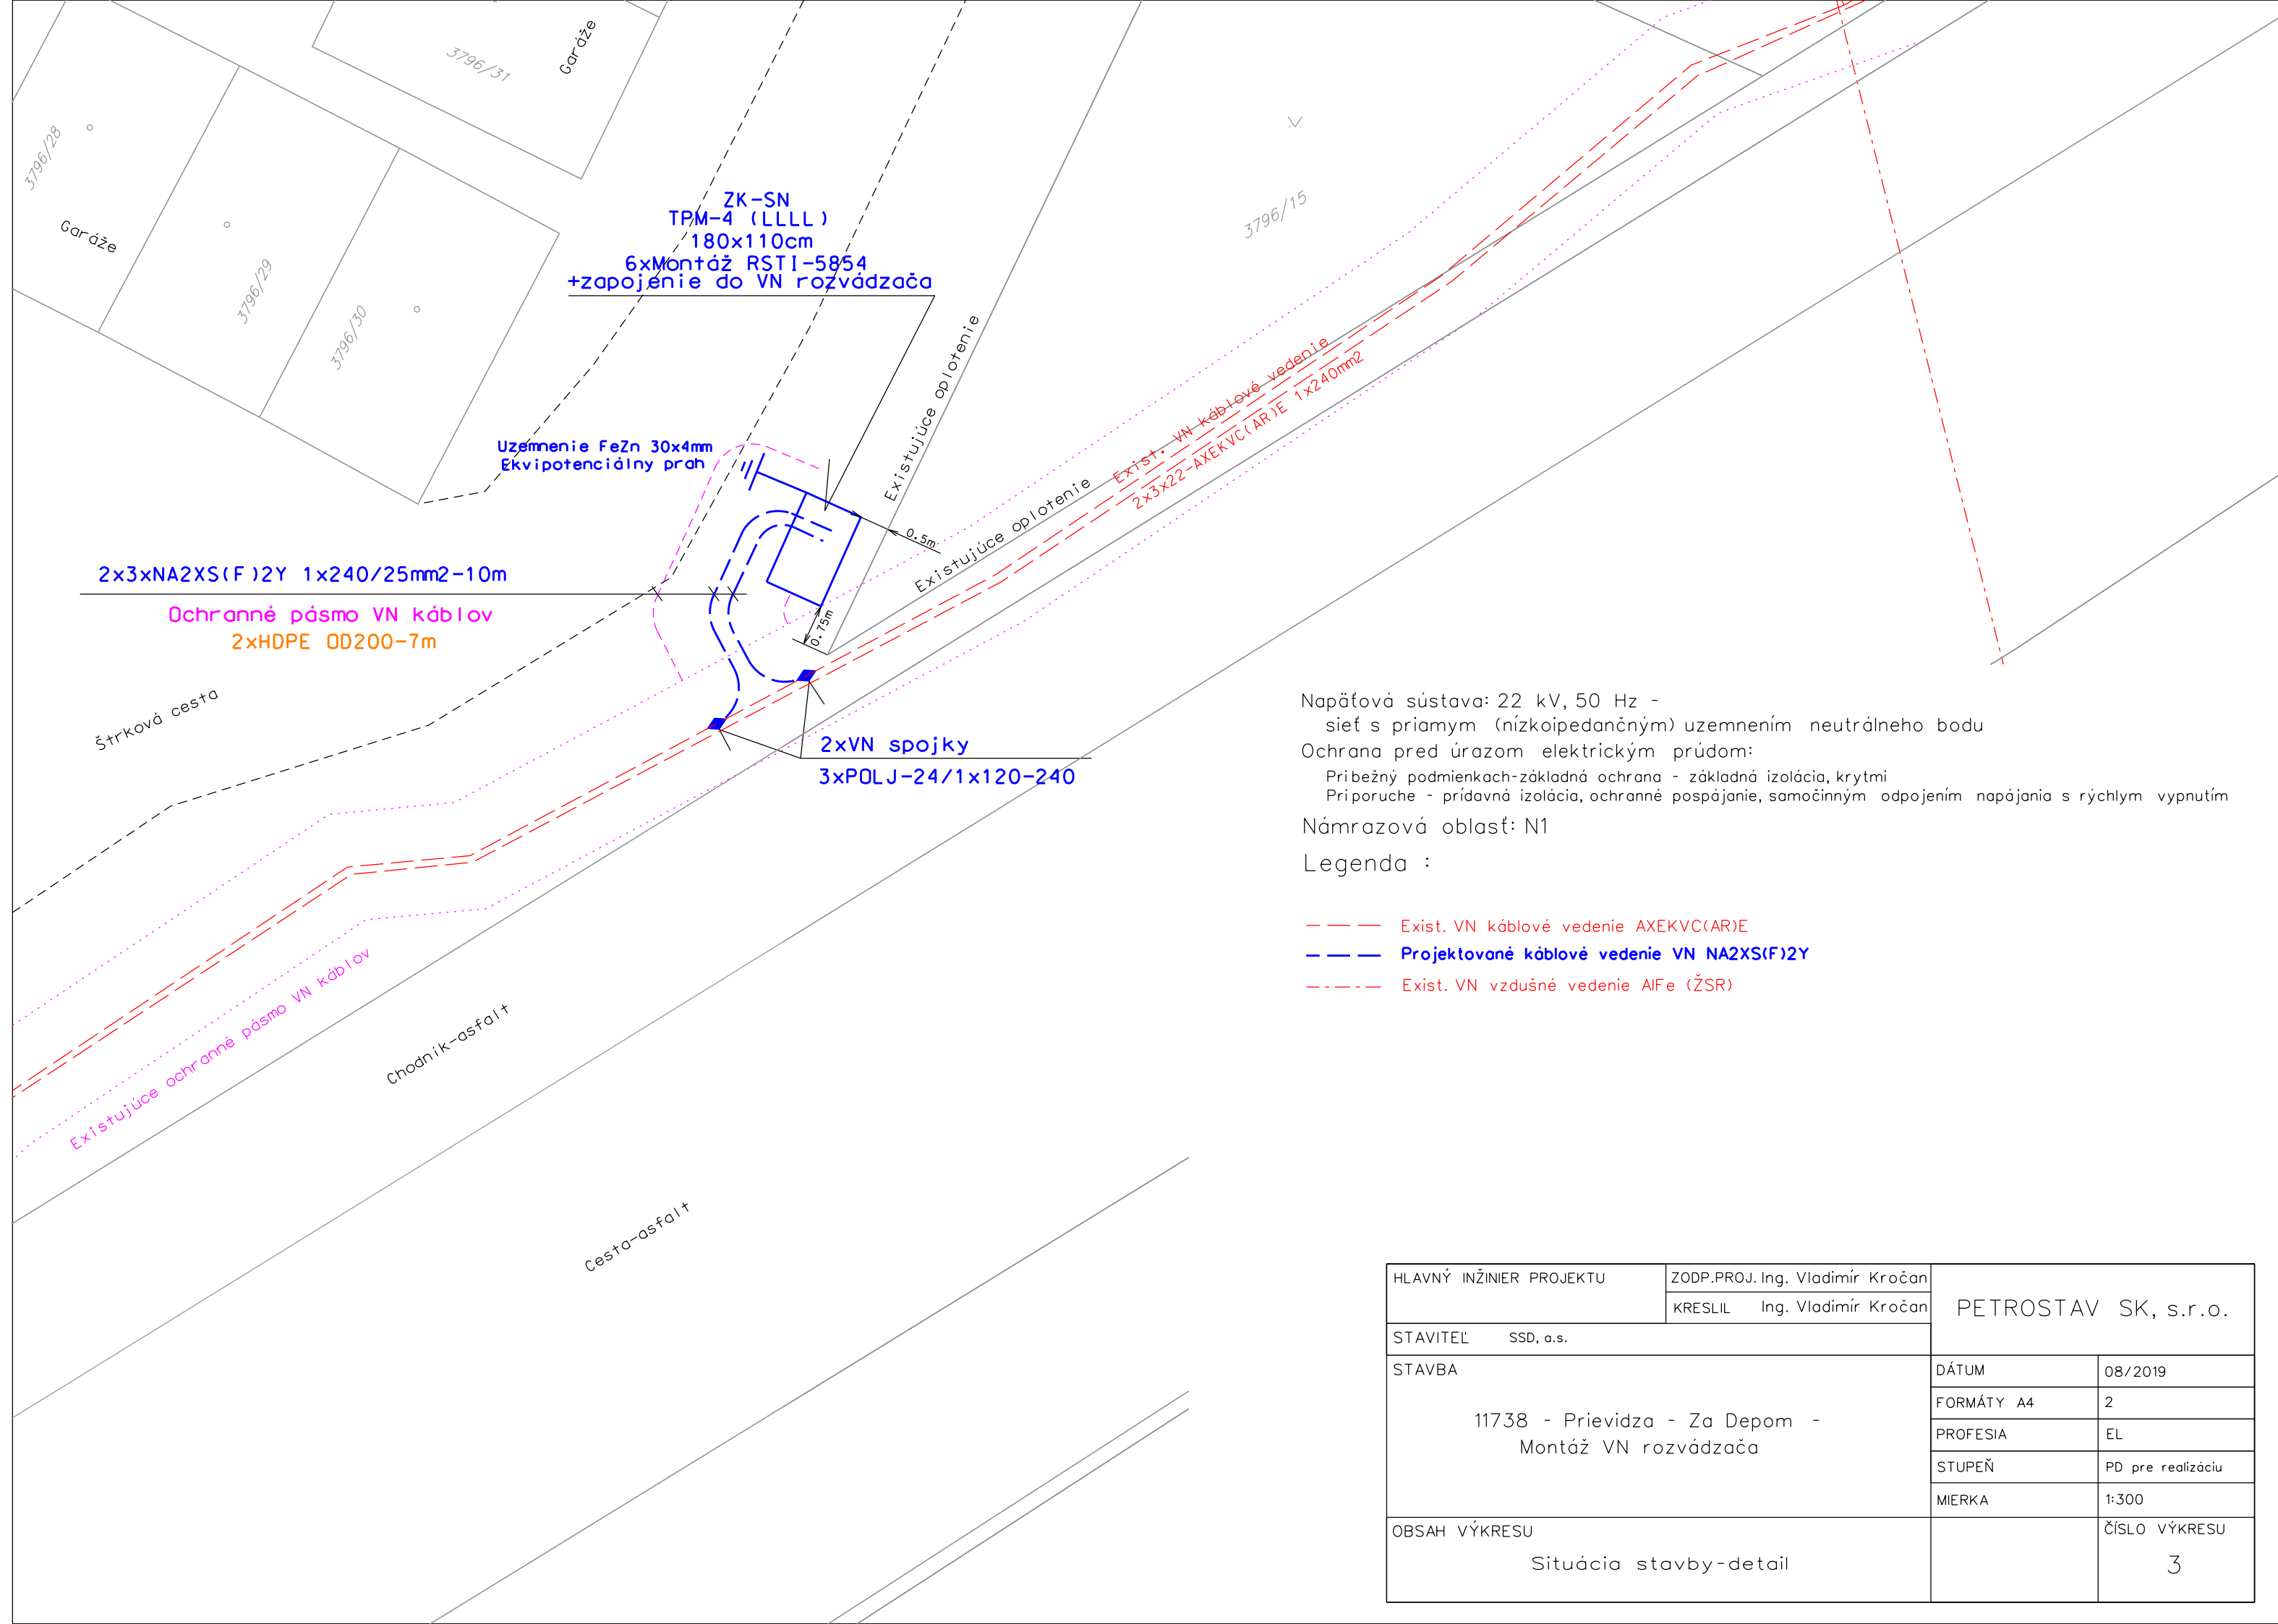 3796/31
Garáže
3796/28
Garáže
3796/29
3796/30
ZK-SN
TPM-4 (LLLL)
180x110cm
6xMontáž RSTI-5854
+zapojenie do VN rozvádzača
3796/15
Existujúce oplotenie
Uzemnenie FeZn 30x4mm
Ekvipotenciálny prah
Exist. VN káblové vedenie
2x3x22-AXEKVC(AR)E 1x240mm2
Existujúce oplotenie
0.5m
0.75m
2x3xNA2XS(F)2Y 1x240/25mm2-10m
Ochranné pásmo VN káblov
2xHDPE OD200-7m
Štrková cesta
2xVN spojky
3xPOLJ-24/1x120-240
Existujúce ochranné pásmo VN káblov
Chodník-asfalt
Cesta-asfalt
Napäťová sústava: 22 kV, 50 Hz -
sieť s priamym (nízkoipedančným) uzemnením neutrálneho bodu
Ochrana pred úrazom elektrickým prúdom:
Pri bežný podmienkach-základná ochrana - základná izolácia, krytmi
Pri poruche - prídavná izolácia, ochranné pospájanie, samočinným odpojením napájania s rýchlym vypnutím
Námrazová oblasť: N1
Legenda :
Exist. VN káblové vedenie AXEKVC(AR)E
Projektované káblové vedenie VN NA2XS(F)2Y
Exist. VN vzdušné vedenie AlFe (ŽSR)
HLAVNÝ INŽINIER PROJEKTU
ZODP.PROJ. Ing. Vladimír Kročan
KRESLIL Ing. Vladimír Kročan
PETROSTAV SK, s.r.o.
STAVITEĽ SSD, a.s.
STAVBA
11738 - Prievidza - Za Depom -
Montáž VN rozvádzača
DÁTUM 08/2019
FORMÁTY A4 2
PROFESIA EL
STUPEŇ PD pre realizáciu
MIERKA 1:300
OBSAH VÝKRESU
Situácia stavby-detail
ČÍSLO VÝKRESU
3